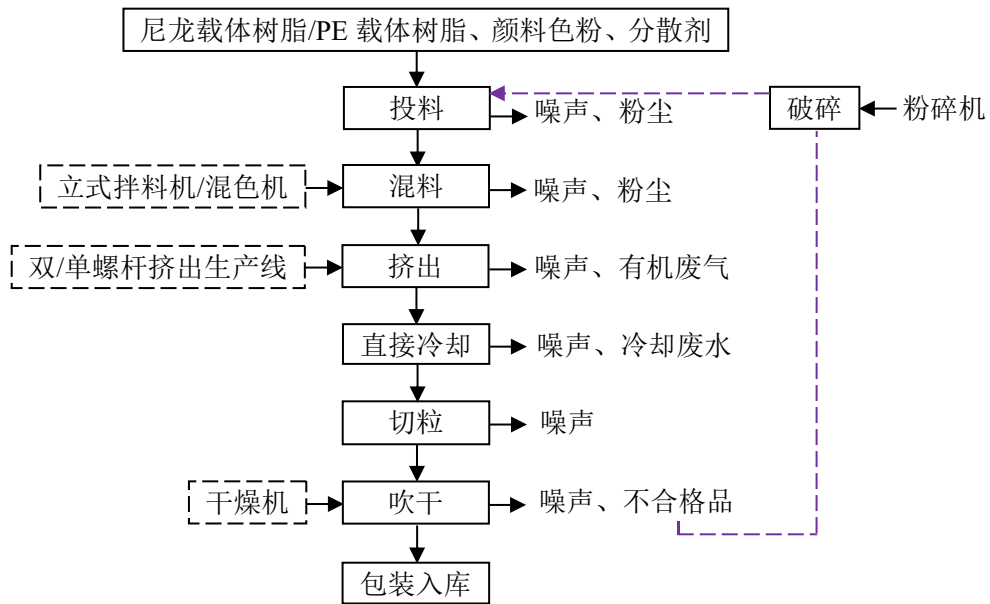 尼龙载体树脂/PE 载体树脂、颜料色粉、分散剂
投料
噪声、粉尘
破碎
粉碎机
立式拌料机/混色机
混料
噪声、粉尘
双/单螺杆挤出生产线
挤出
噪声、有机废气
直接冷却
噪声、冷却废水
切粒
噪声
干燥机
吹干
噪声、不合格品
包装入库